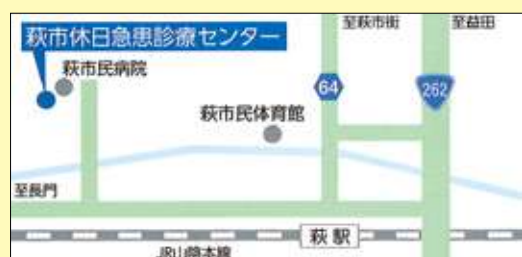 萩市休日急患診療センター
至萩市街
至益田
萩市民病院
64
262
萩市民体育館
至長門
萩駅
JR山陰本線